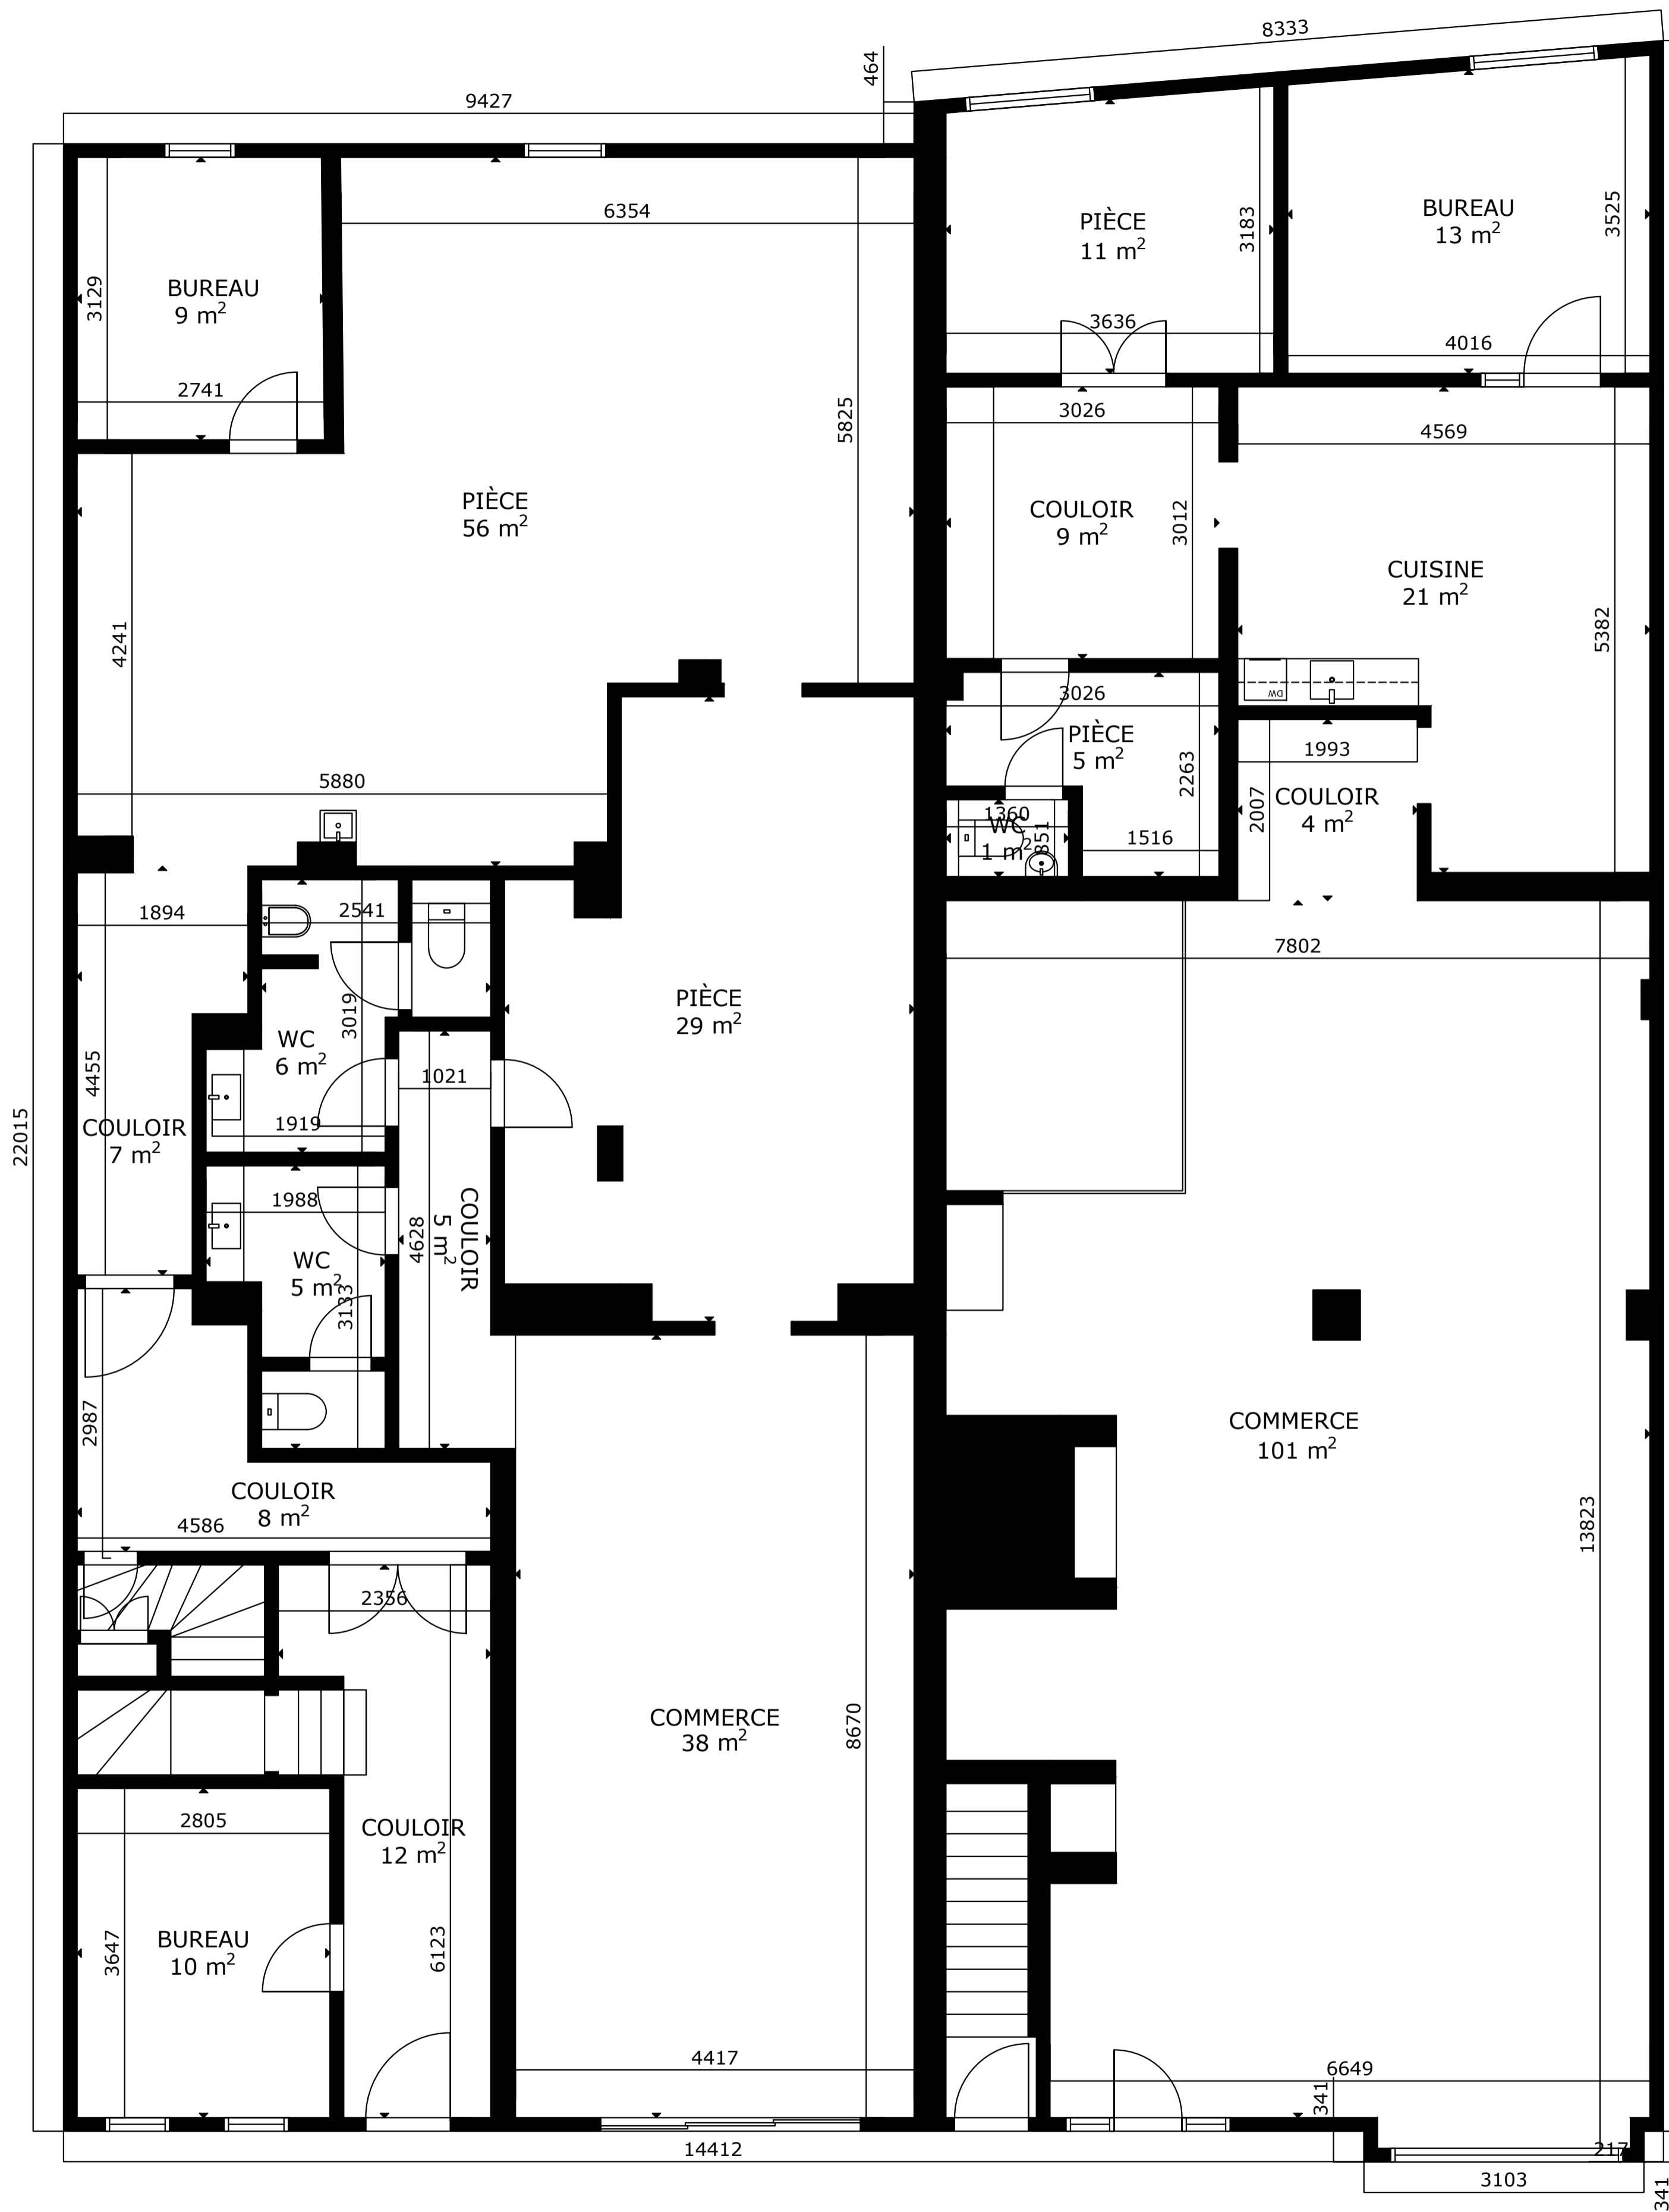 8333
464
9427
6354
PIÈCE
11 m²
3183
BUREAU
13 m²
3525
BUREAU
9 m²
3129
2741
3636
4016
5825
3026
4569
PIÈCE
56 m²
COULOIR
9 m²
3012
CUISINE
21 m²
4241
5382
DW
3026
PIÈCE
5 m²
2263
1993
5880
COULOIR
4 m²
2007
1360
WC
1 m²
851
1516
1894
2541
7802
PIÈCE
29 m²
3019
WC
6 m²
4455
1021
22015
COULOIR
7 m²
1919
1988
4628
COULOIR
5 m²
WC
5 m²
3133
2987
COMMERCE
101 m²
COULOIR
8 m²
4586
13823
2356
COMMERCE
38 m²
8670
2805
COULOIR
12 m²
BUREAU
10 m²
3647
6123
4417
6649
341
14412
217
3103
341